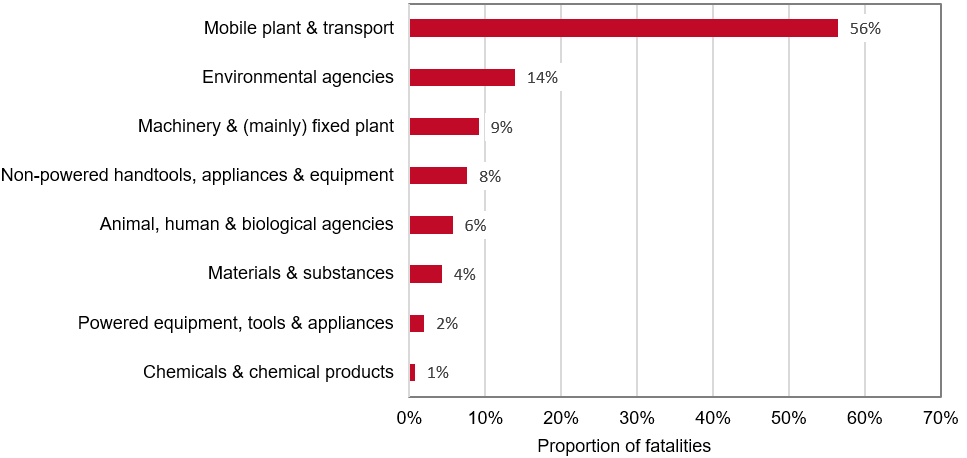 Mobile plant & transport 56%
Environmental agencies 14%
Machinery & (mainly) fixed plant 9%
Non-powered handtools, appliances & equipment 8%
Animal, human & biological agencies 6%
Materials & substances 4%
Powered equipment, tools & appliances 2%
Chemicals & chemical products 1%
0% 10% 20% 30% 40% 50% 60% 70%
Proportion of fatalities